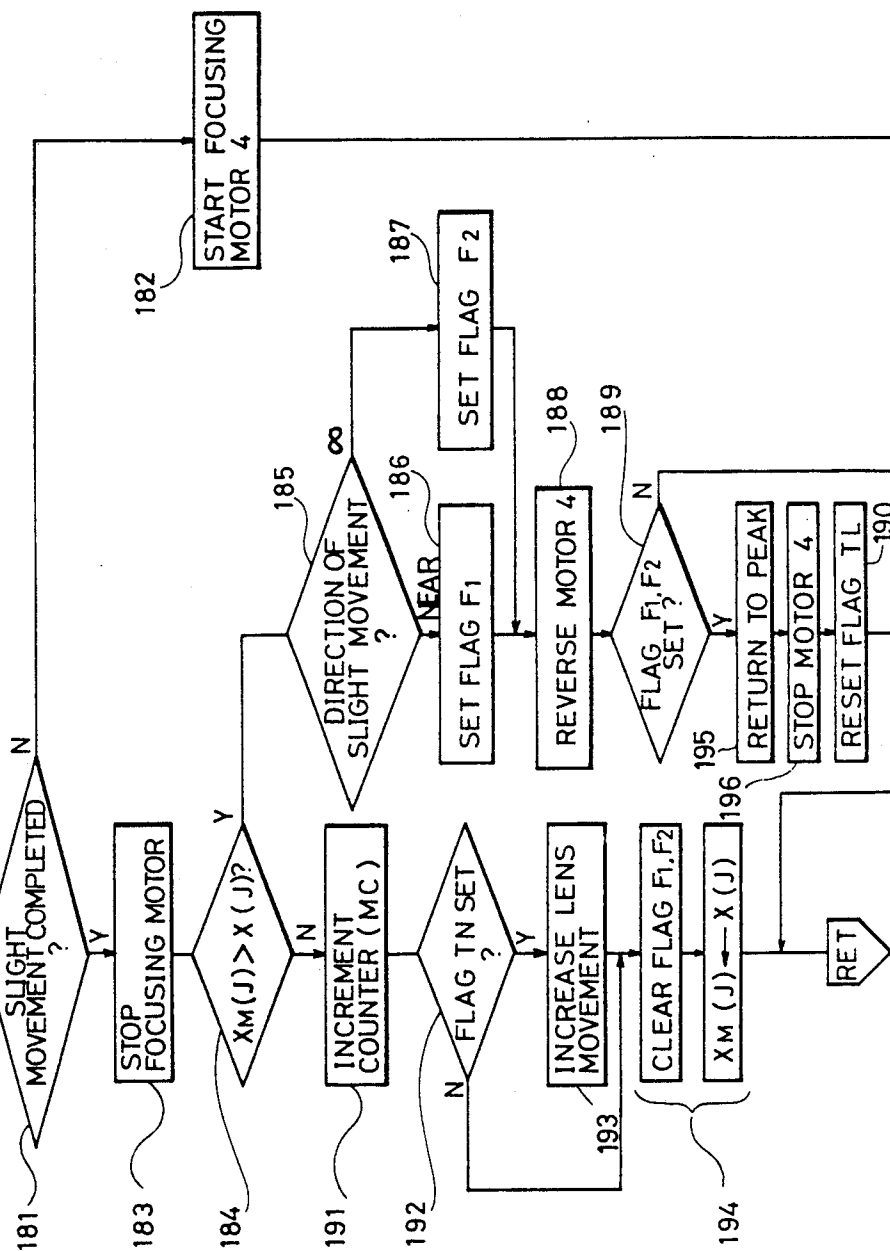 181
SLIGHT
MOVEMENT COMPLETED
?
N
Y
182
START FOCUSING
MOTOR 4
183
STOP
FOCUSING MOTOR
184
XM(J)>X(J)?
Y
N
185
DIRECTION OF
SLIGHT MOVEMENT
?
∞
NEAR
186
SET FLAG F1
187
SET FLAG F2
188
REVERSE MOTOR 4
189
FLAG F1,F2
SET ?
N
Y
195
RETURN TO PEAK
196
STOP MOTOR 4
190
RESET FLAG TL
191
INCREMENT
COUNTER (MC)
192
FLAG TN SET
?
N
Y
193
INCREASE LENS
MOVEMENT
194
CLEAR FLAG F1,F2
XM(J)←X(J)
RET